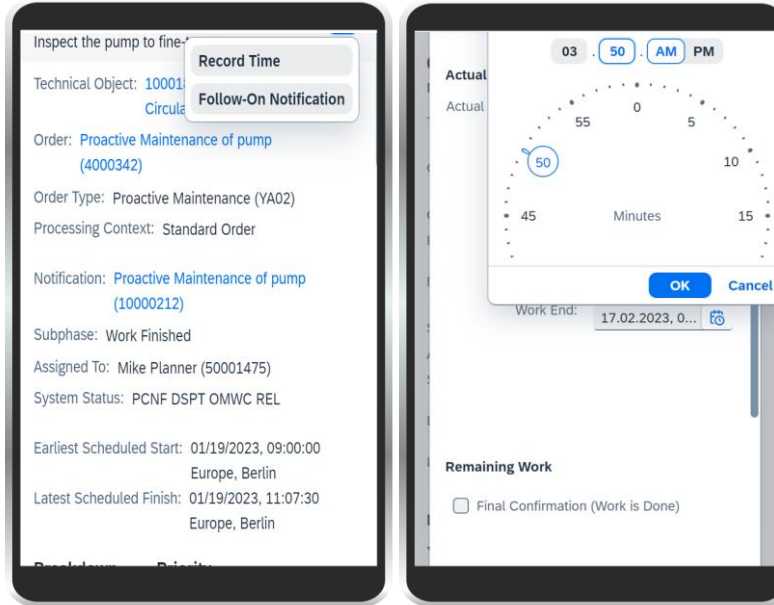 Inspect the pump to fine-
Record Time
Technical Object: 10001
Follow-On Notification
Circula
Order: Proactive Maintenance of pump
(4000342)
Order Type: Proactive Maintenance (YA02)
Processing Context: Standard Order
Notification: Proactive Maintenance of pump
(10000212)
Subphase: Work Finished
Assigned To: Mike Planner (50001475)
System Status: PCNF DSPT OMWC REL
Earliest Scheduled Start: 01/19/2023, 09:00:00
Europe, Berlin
Latest Scheduled Finish: 01/19/2023, 11:07:30
Europe, Berlin
Breakdown Priority
03 . 50 . AM PM
Actual
Actual
0
55 5
50 10
45 Minutes 15
OK Cancel
Work End: 17.02.2023, 0...
Remaining Work
Final Confirmation (Work is Done)